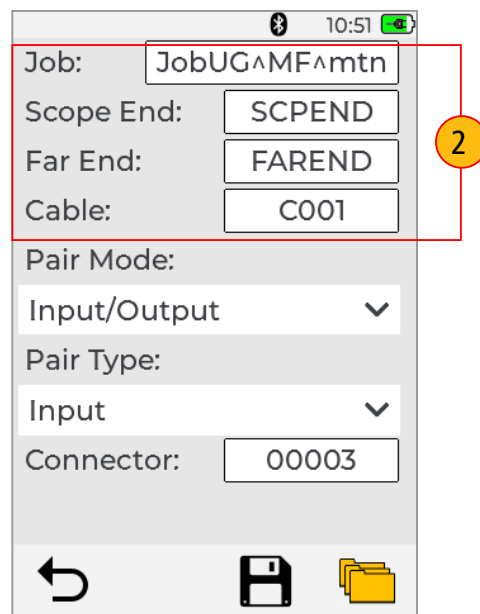 10:51
Job: JobUG^MF^mtn
Scope End: SCPEND
Far End: FAREND
Cable: C001
2
Pair Mode:
Input/Output
Pair Type:
Input
Connector: 00003